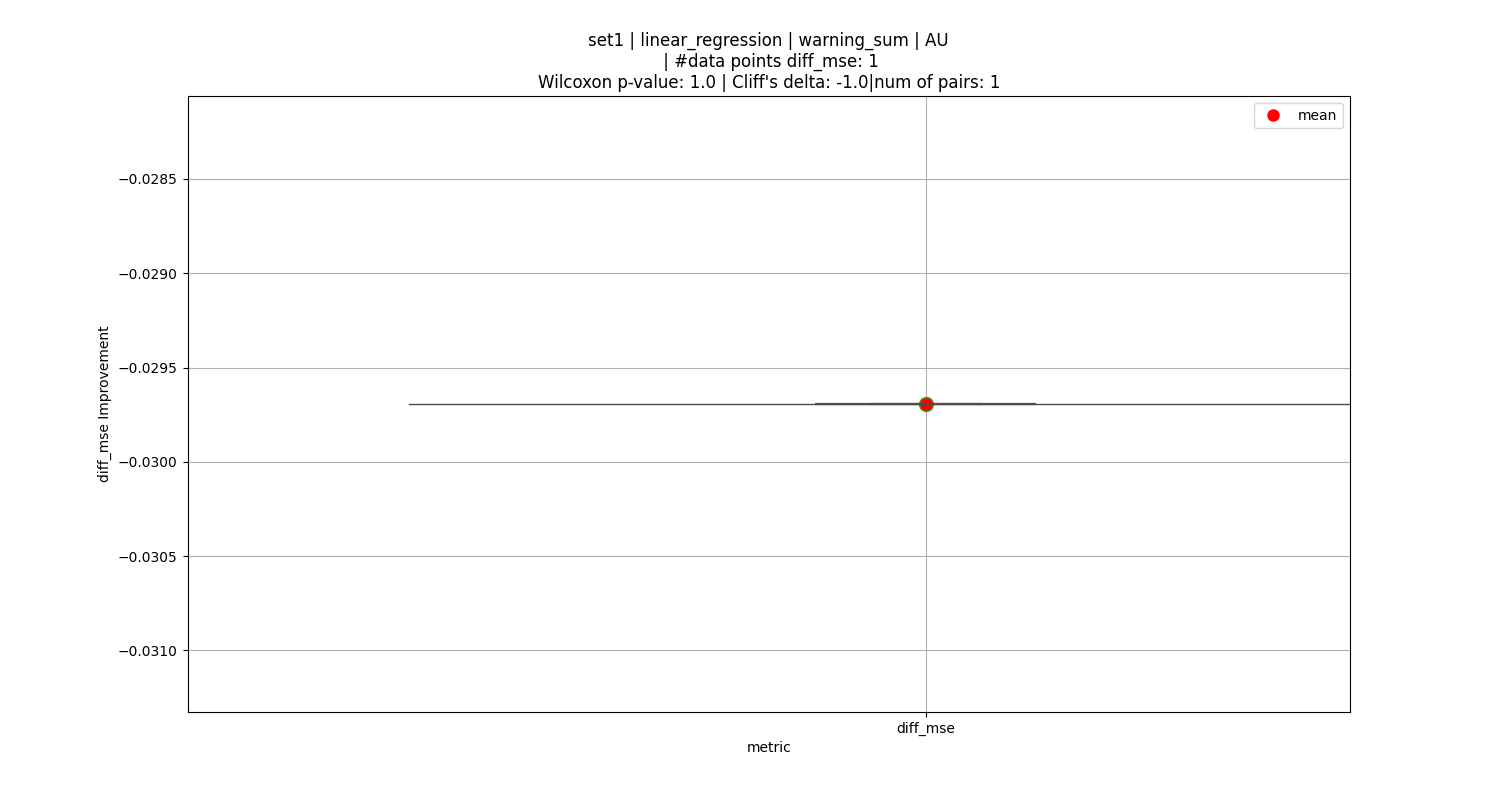 set1 | linear_regression | warning_sum | AU
| #data points diff_mse: 1
Wilcoxon p-value: 1.0 | Cliff's delta: -1.0|num of pairs: 1
mean
−0.0285
−0.0290
−0.0295
−0.0300
−0.0305
−0.0310
diff_mse Improvement
diff_mse
metric